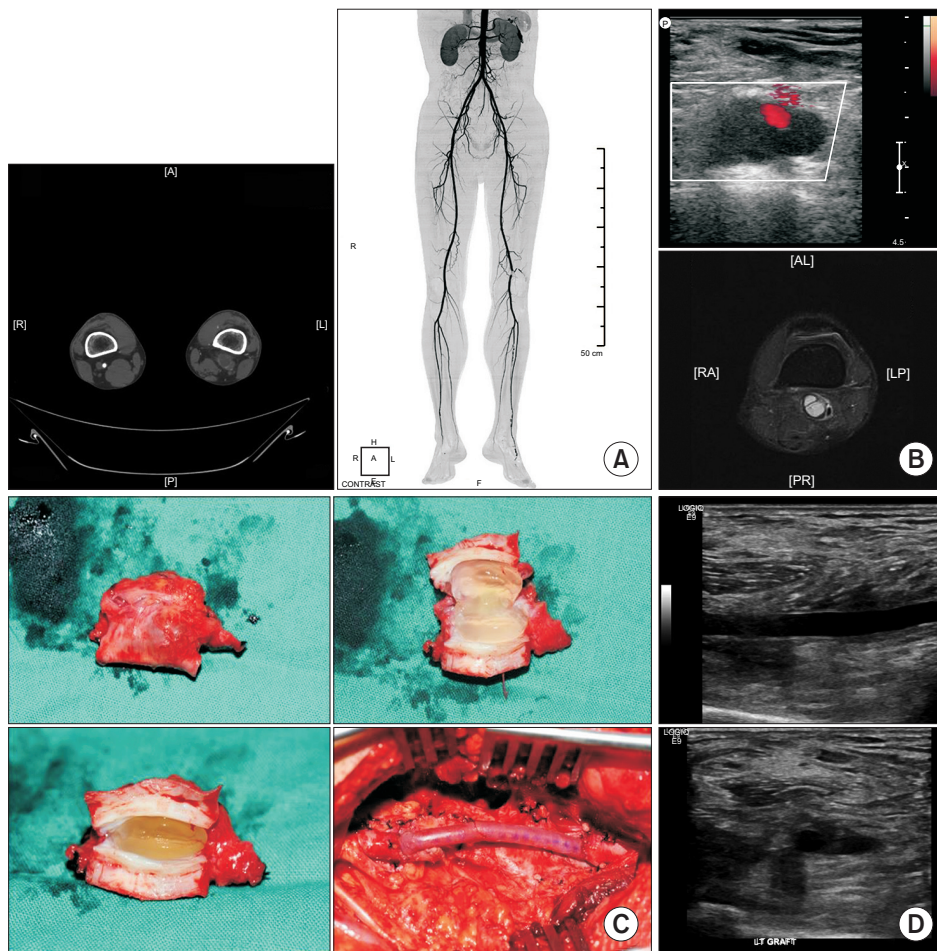 [A]
[R]
[L]
[P]
R
50 cm
H
R
A
L
F
CONTRAST
F
A
P
x
4.5
[AL]
[RA]
[LP]
[PR]
B
C
LOGIQ
E9
LOGIQ
E9
LT GRAFT
D